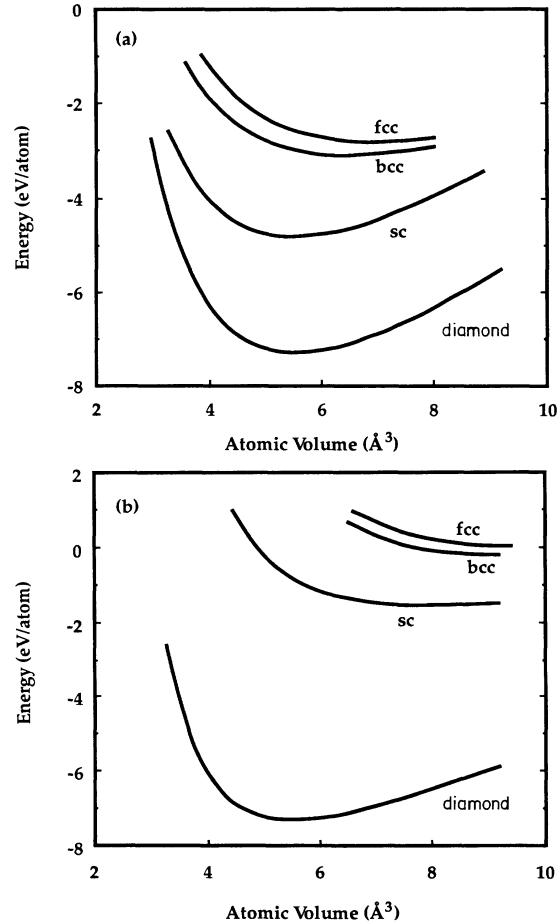 0
(a)
-2
fcc
bcc
Energy (eV/atom)
-4
sc
-6
diamond
-8
2 4 6 8 10
Atomic Volume (Å³)
2
(b)
0
fcc
bcc
sc
-2
Energy (eV/atom)
-4
-6
diamond
-8
2 4 6 8 10
Atomic Volume (Å³)